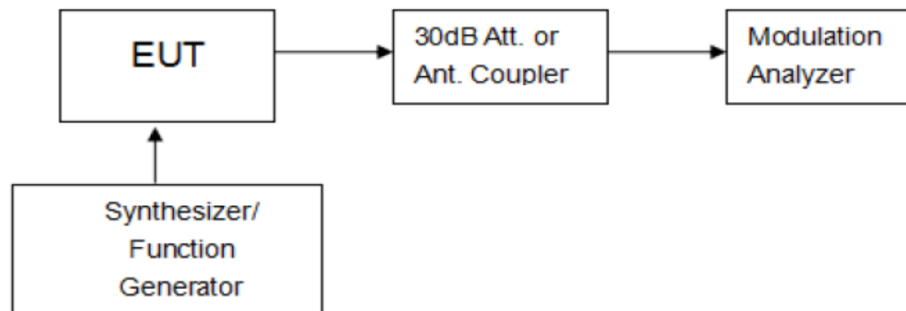 EUT
30dB Att. or
Ant. Coupler
Modulation
Analyzer
Synthesizer/
Function
Generator